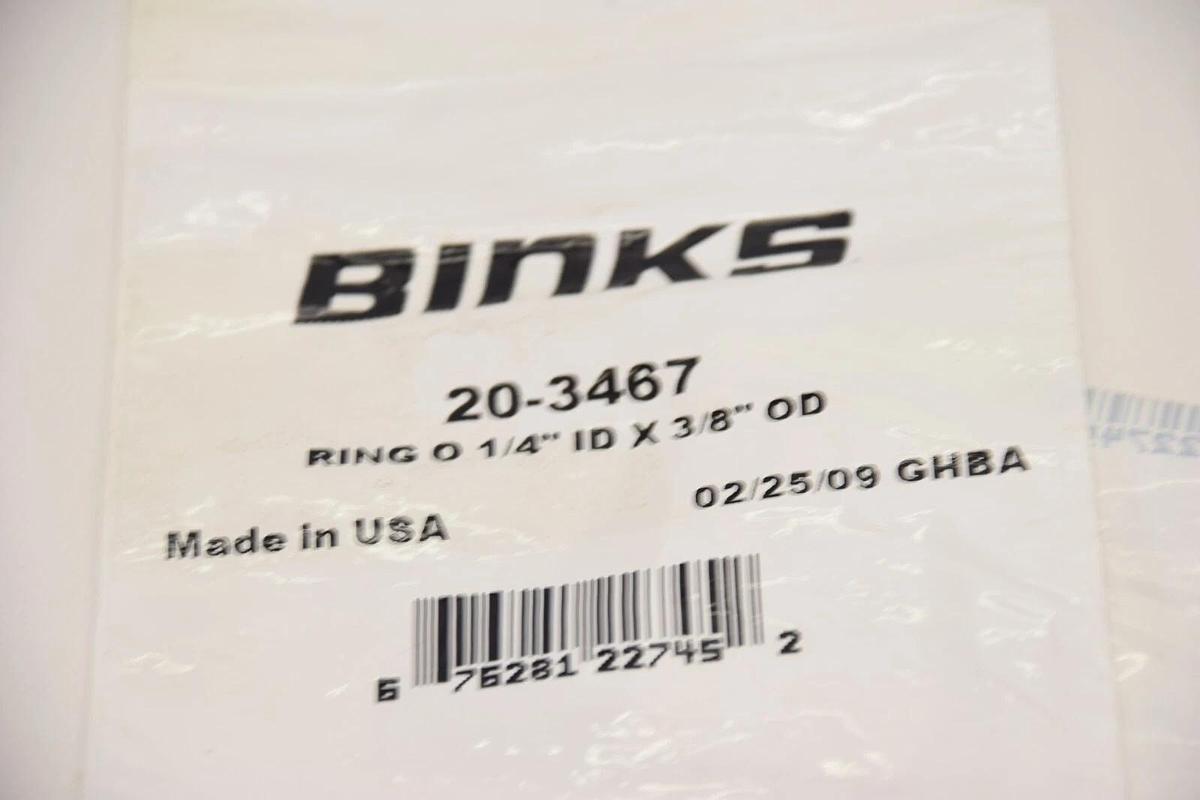 BINKS
20-3467
RING O 1/4" ID X 3/8" OD
02/25/09 GHBA
Made in USA
6 76281 22745 2